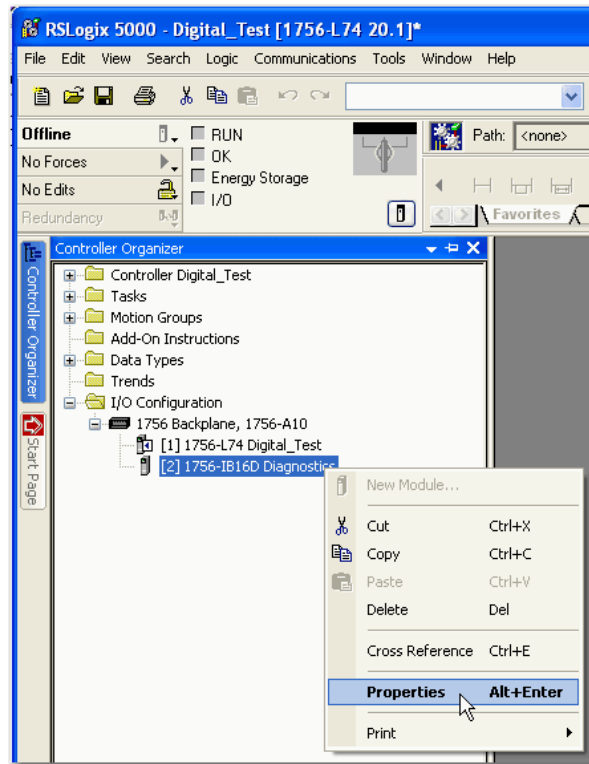 RSLogix 5000 - Digital_Test [1756-L74 20.1]*
File Edit View Search Logic Communications Tools Window Help
Offline
RUN
OK
Energy Storage
I/O
No Forces
No Edits
Redundancy
Path: <none>
Favorites
Controller Organizer
Start Page
Controller Organizer
Controller Digital_Test
Tasks
Motion Groups
Add-On Instructions
Data Types
Trends
I/O Configuration
1756 Backplane, 1756-A10
[1] 1756-L74 Digital_Test
[2] 1756-IB16D Diagnostics
New Module...
Cut Ctrl+X
Copy Ctrl+C
Paste Ctrl+V
Delete Del
Cross Reference Ctrl+E
Properties Alt+Enter
Print